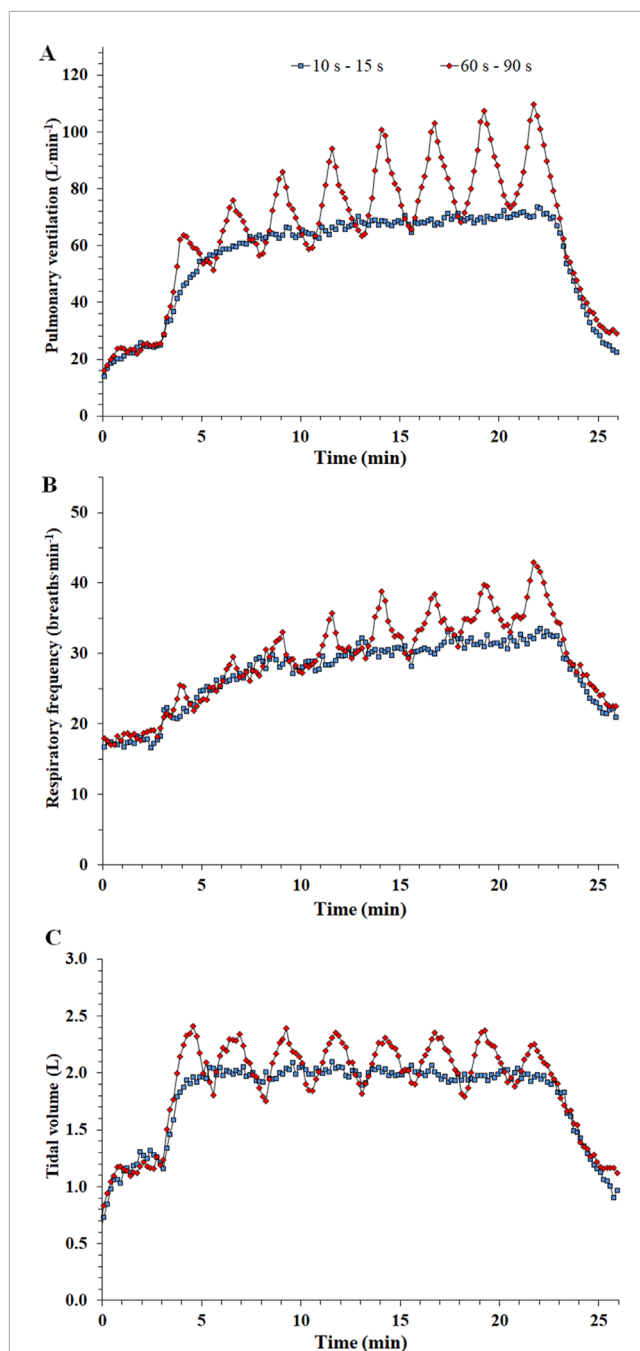 A
10 s - 15 s 60 s - 90 s
120
100
80
60
40
20
0
Pulmonary ventilation (L·min⁻¹)
0 5 10 15 20 25
Time (min)
B
50
40
30
20
10
0
Respiratory frequency (breaths·min⁻¹)
0 5 10 15 20 25
Time (min)
C
3.0
2.5
2.0
1.5
1.0
0.5
0.0
Tidal volume (L)
0 5 10 15 20 25
Time (min)